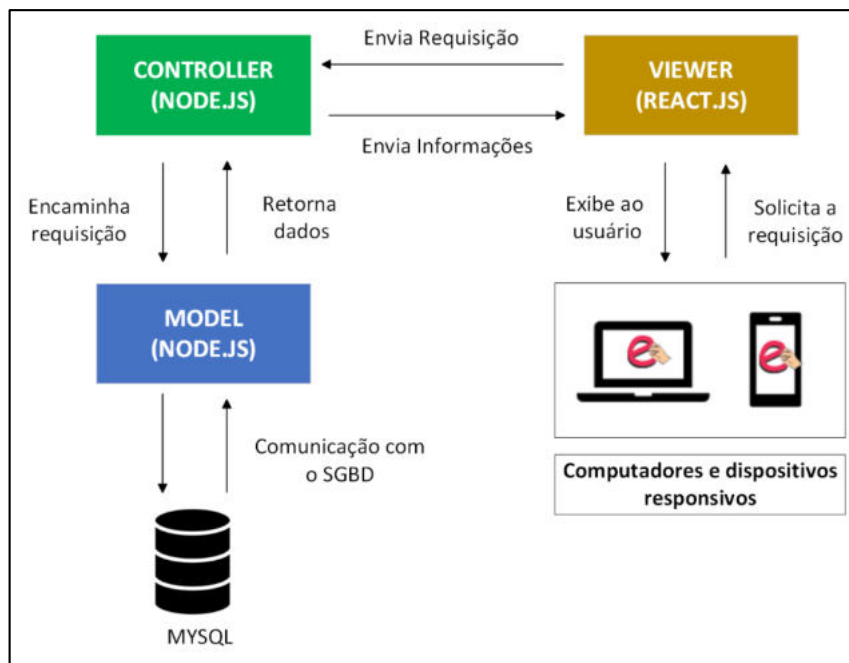 Envia Requisição
CONTROLLER
(NODE.JS)
VIEWER
(REACT.JS)
Envia Informações
Encaminha
requisição
Retorna
dados
Exibe ao
usuário
Solicita a
requisição
MODEL
(NODE.JS)
e
e
Comunicação com
o SGBD
Computadores e dispositivos
responsivos
MYSQL